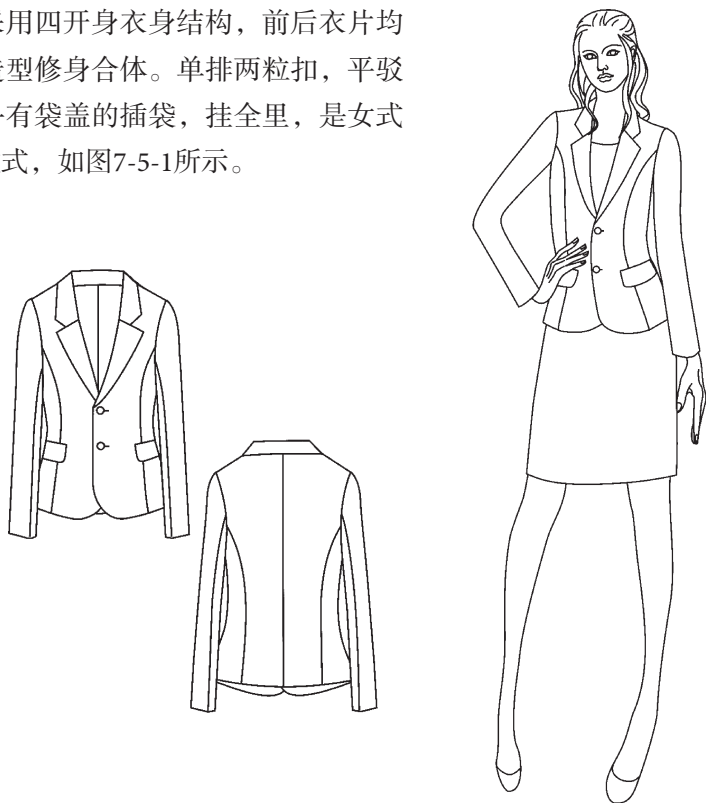 用四开身衣身结构，前后衣片均
型修身合体。单排两粒扣，平驳
有袋盖的插袋，挂全里，是女式
式，如图7-5-1所示。